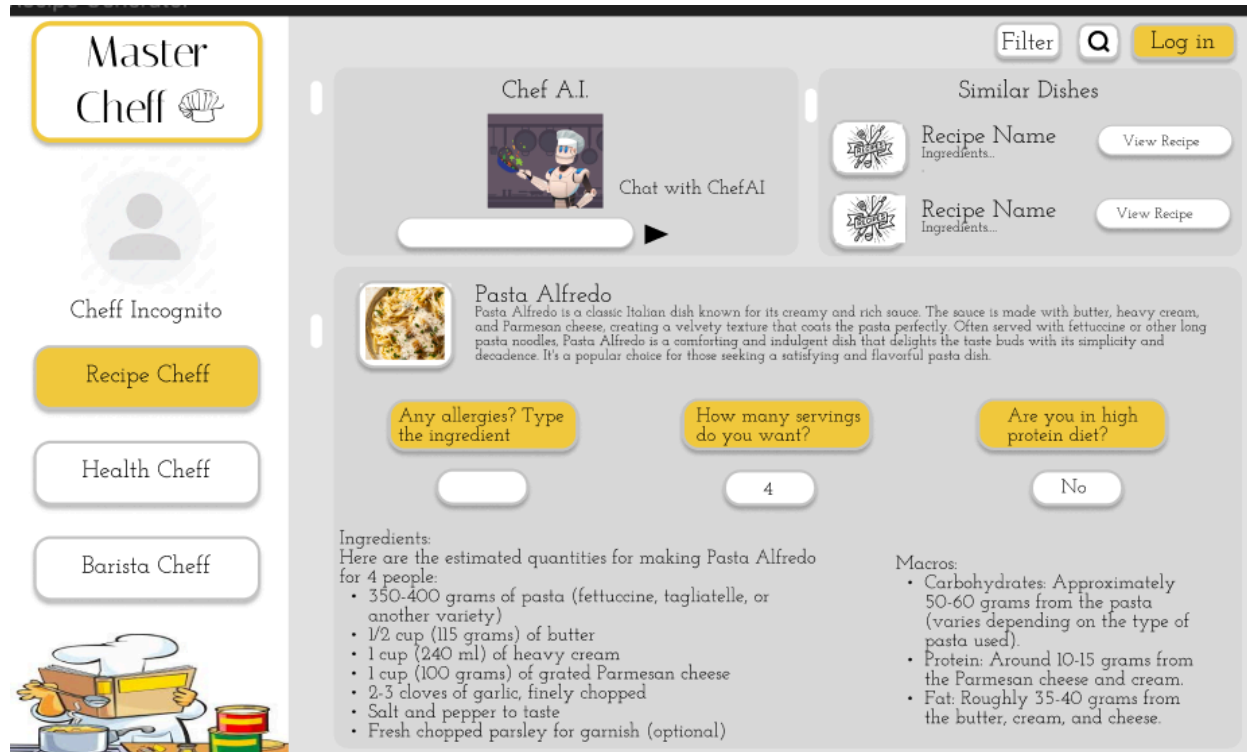 Master
Cheff
Cheff Incognito
Recipe Cheff
Health Cheff
Barista Cheff
Filter
Log in
Chef A.I.
Chat with ChefAI
Similar Dishes
RECIPES
Recipe Name
Ingredients...
View Recipe
RECIPES
Recipe Name
Ingredients...
View Recipe
Pasta Alfredo
Pasta Alfredo is a classic Italian dish known for its creamy and rich sauce. The sauce is made with butter, heavy cream,
and Parmesan cheese, creating a velvety texture that coats the pasta perfectly. Often served with fettuccine or other long
pasta noodles, Pasta Alfredo is a comforting and indulgent dish that delights the taste buds with its simplicity and
decadence. It's a popular choice for those seeking a satisfying and flavorful pasta dish.
Any allergies? Type
the ingredient
How many servings
do you want?
4
Are you in high
protein diet?
No
Ingredients:
Here are the estimated quantities for making Pasta Alfredo
for 4 people:
• 350-400 grams of pasta (fettuccine, tagliatelle, or
another variety)
• 1/2 cup (115 grams) of butter
• 1 cup (240 ml) of heavy cream
• 1 cup (100 grams) of grated Parmesan cheese
• 2-3 cloves of garlic, finely chopped
• Salt and pepper to taste
• Fresh chopped parsley for garnish (optional)
Macros:
• Carbohydrates: Approximately
50-60 grams from the pasta
(varies depending on the type of
pasta used).
• Protein: Around 10-15 grams from
the Parmesan cheese and cream.
• Fat: Roughly 35-40 grams from
the butter, cream, and cheese.